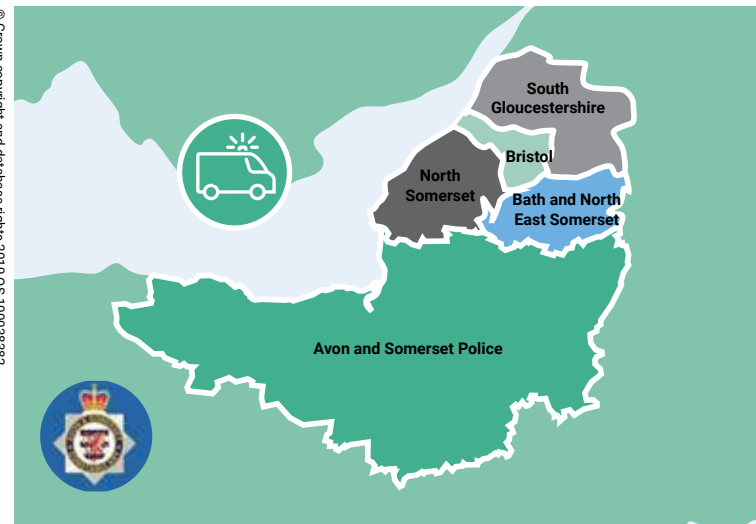 South
Gloucestershire
Bristol
North
Somerset
Bath and North
East Somerset
Avon and Somerset Police